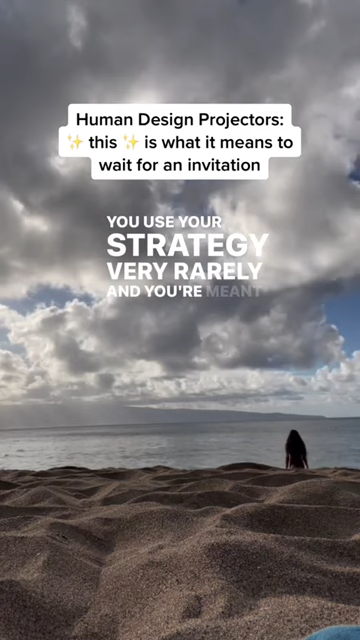 Human Design Projectors:
✨ this ✨ is what it means to
wait for an invitation
YOU USE YOUR
STRATEGY
VERY RARELY
AND YOU'RE MEANT